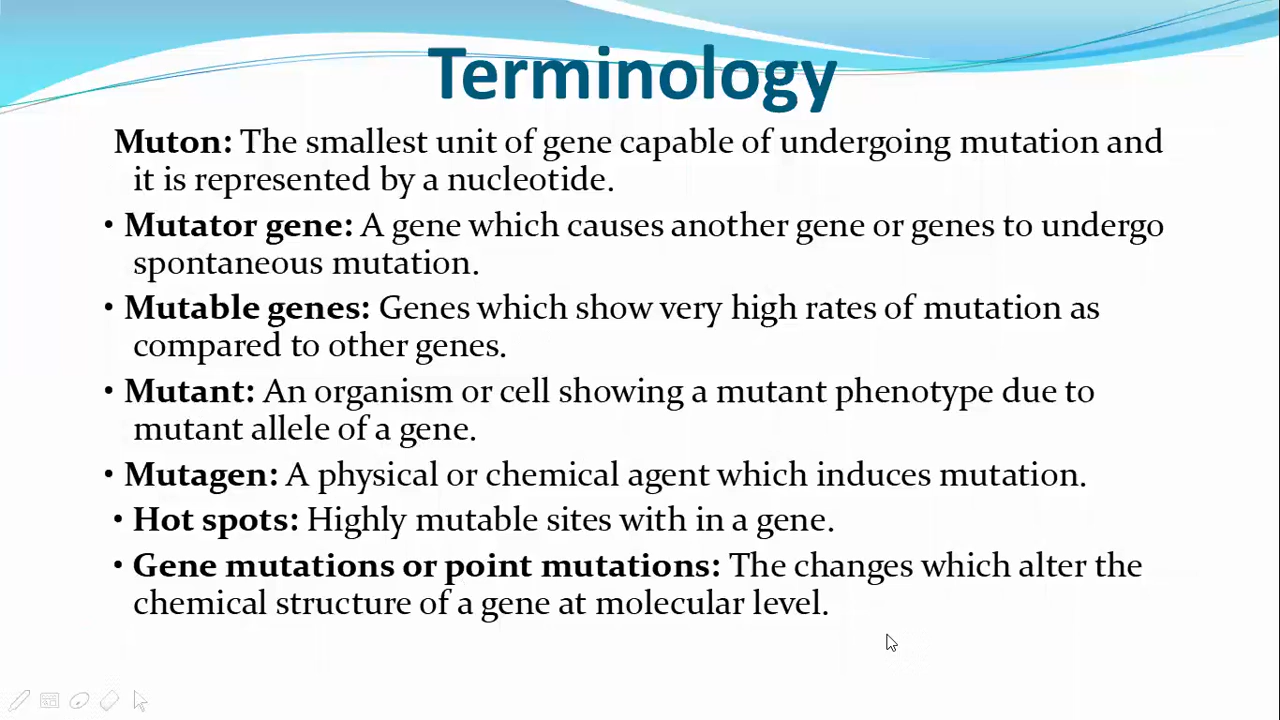 Terminology
Muton: The smallest unit of gene capable of undergoing mutation and
it is represented by a nucleotide.
• Mutator gene: A gene which causes another gene or genes to undergo
spontaneous mutation.
• Mutable genes: Genes which show very high rates of mutation as
compared to other genes.
• Mutant: An organism or cell showing a mutant phenotype due to
mutant allele of a gene.
• Mutagen: A physical or chemical agent which induces mutation.
• Hot spots: Highly mutable sites with in a gene.
• Gene mutations or point mutations: The changes which alter the
chemical structure of a gene at molecular level.